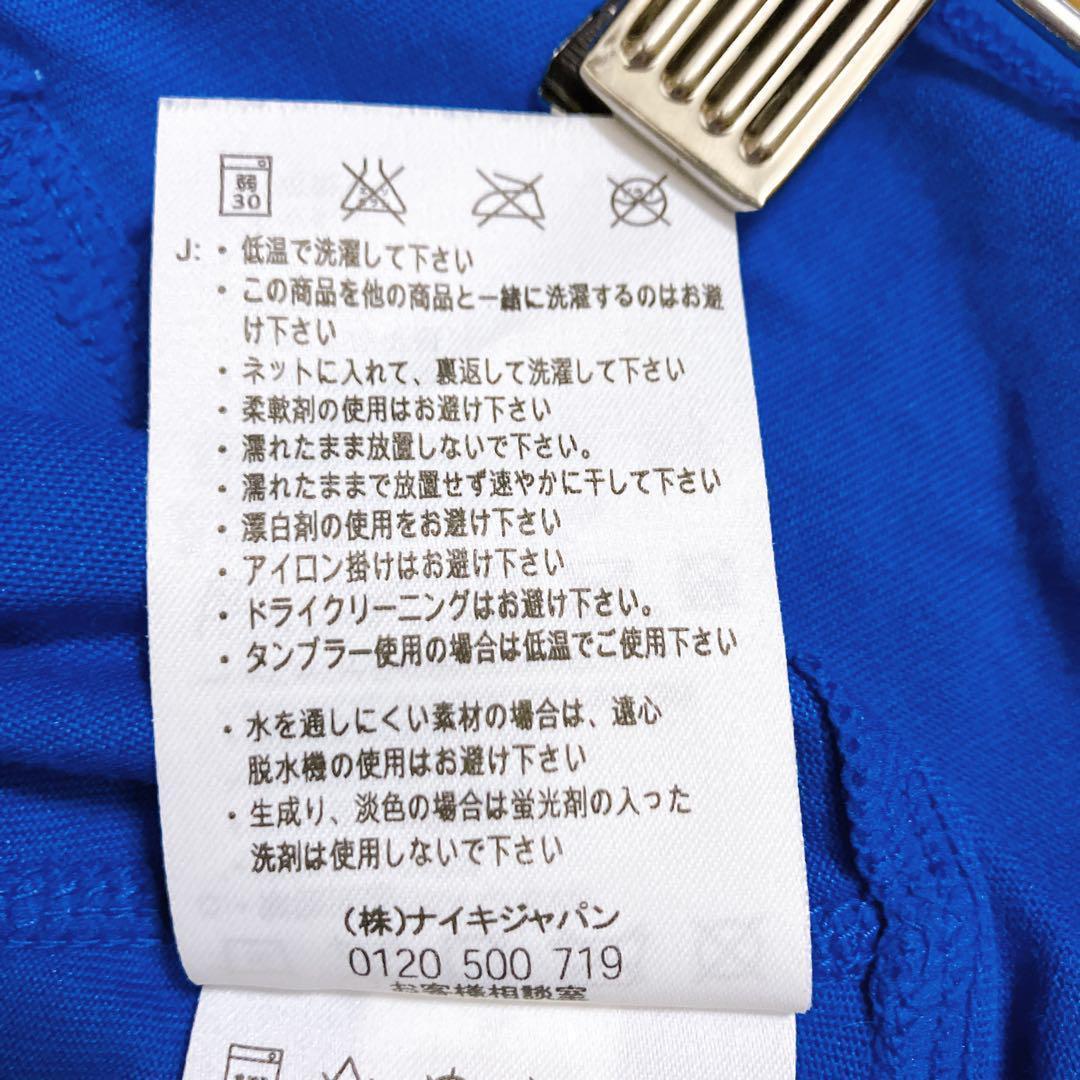 弱
30
J: ・低温で洗濯して下さい
・この商品を他の商品と一緒に洗濯するのはお避
け下さい
・ネットに入れて、裏返して洗濯して下さい
・柔軟剤の使用はお避け下さい
・濡れたまま放置しないで下さい。
・濡れたままで放置せず速やかに干して下さい
・漂白剤の使用をお避け下さい
・アイロン掛けはお避け下さい
・ドライクリーニングはお避け下さい。
・タンブラー使用の場合は低温でご使用下さい
・水を通しにくい素材の場合は、遠心
脱水機の使用はお避け下さい
・生成り、淡色の場合は蛍光剤の入った
洗剤は使用しないで下さい
(株)ナイキジャパン
0120 500 719
お客様相談室